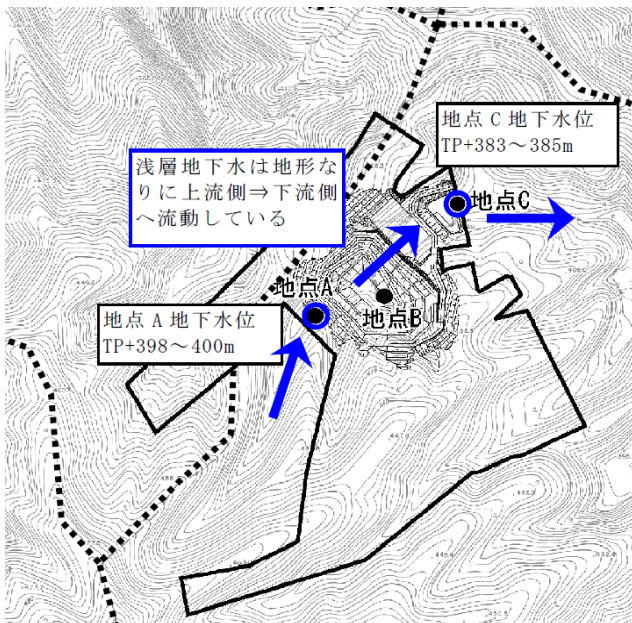 地点 C 地下水位
TP+383～385m
浅層地下水は地形な
りに上流側⇒下流側
へ流動している
地点C
地点A
地点B
地点 A 地下水位
TP+398～400m